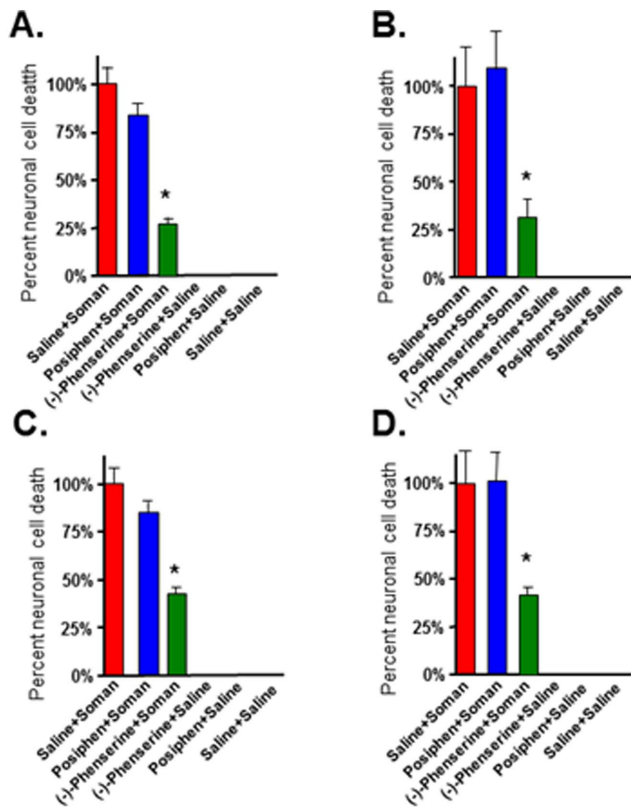 A.
Percent neuronal cell deatth
100%
75%
50%
25%
0%
*
Saline+Soman
Posiphen+Soman
(-)-Phenserine+Soman
(-)-Phenserine+Saline
Posiphen+Saline
Saline+Saline
B.
Percent neuronal cell death
100%
75%
50%
25%
0%
*
Saline+Soman
Posiphen+Soman
(-)-Phenserine+Soman
(-)-Phenserine+Saline
Posiphen+Saline
Saline+Saline
C.
Percent neuronal cell death
100%
75%
50%
25%
0%
*
Saline+Soman
Posiphen+Soman
(-)-Phenserine+Soman
(-)-Phenserine+Saline
Posiphen+Saline
Saline+Saline
D.
Percent neuronal cell death
100%
75%
50%
25%
0%
*
Saline+Soman
Posiphen+Soman
(-)-Phenserine+Soman
(-)-Phenserine+Saline
Posiphen+Saline
Saline+Saline